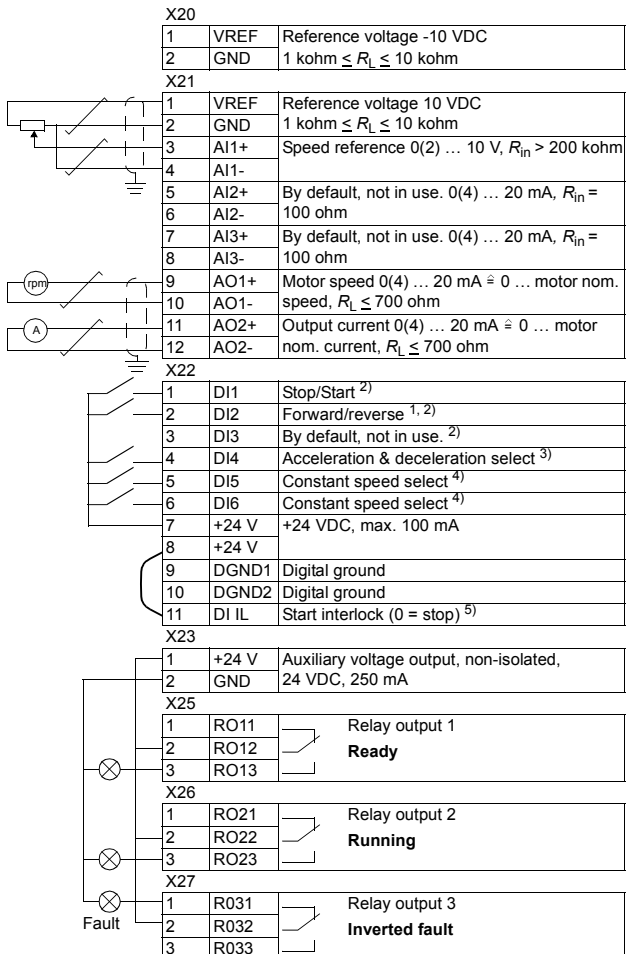 X20
1 VREF Reference voltage -10 VDC
2 GND 1 kohm ≤ RL ≤ 10 kohm
X21
1 VREF Reference voltage 10 VDC
2 GND 1 kohm ≤ RL ≤ 10 kohm
3 AI1+ Speed reference 0(2) … 10 V, Rin > 200 kohm
4 AI1-
5 AI2+ By default, not in use. 0(4) … 20 mA, Rin =
6 AI2- 100 ohm
7 AI3+ By default, not in use. 0(4) … 20 mA, Rin =
8 AI3- 100 ohm
rpm 9 AO1+ Motor speed 0(4) … 20 mA ≙ 0 … motor nom.
10 AO1- speed, RL ≤ 700 ohm
A 11 AO2+ Output current 0(4) … 20 mA ≙ 0 … motor
12 AO2- nom. current, RL ≤ 700 ohm
X22
1 DI1 Stop/Start 2)
2 DI2 Forward/reverse 1, 2)
3 DI3 By default, not in use. 2)
4 DI4 Acceleration & deceleration select 3)
5 DI5 Constant speed select 4)
6 DI6 Constant speed select 4)
7 +24 V +24 VDC, max. 100 mA
8 +24 V
9 DGND1 Digital ground
10 DGND2 Digital ground
11 DI IL Start interlock (0 = stop) 5)
X23
1 +24 V Auxiliary voltage output, non-isolated,
2 GND 24 VDC, 250 mA
X25
1 RO11 Relay output 1
2 RO12 Ready
3 RO13
X26
1 RO21 Relay output 2
2 RO22 Running
3 RO23
X27
1 R031 Relay output 3
Fault 2 R032 Inverted fault
3 R033